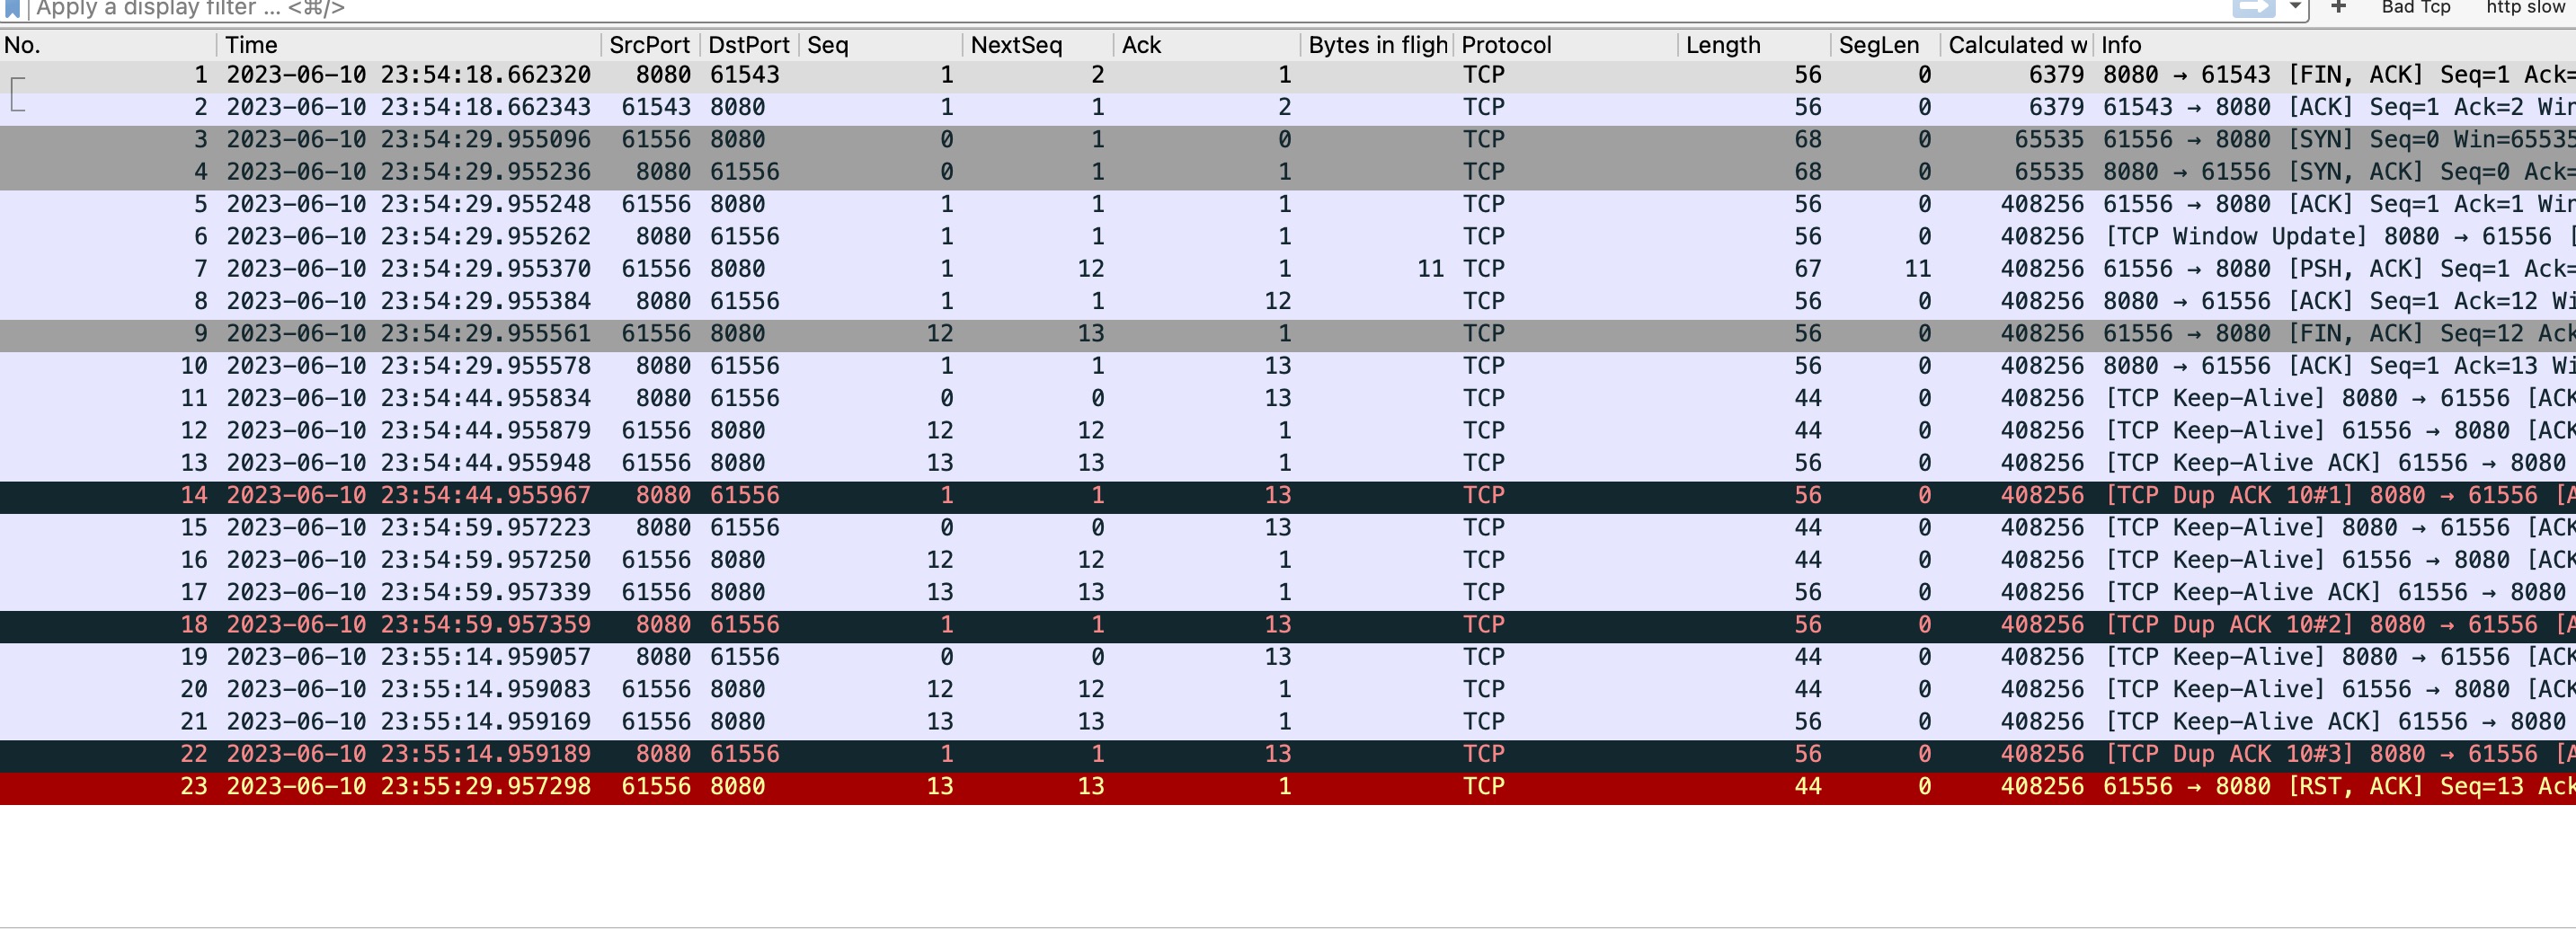 Apply a display filter ... <⌘/> + Bad Tcp http slow
No. Time SrcPort DstPort Seq NextSeq Ack Bytes in fligh Protocol Length SegLen Calculated w Info
1 2023-06-10 23:54:18.662320 8080 61543 1 2 1 TCP 56 0 6379 8080 → 61543 [FIN, ACK] Seq=1 Ack=
2 2023-06-10 23:54:18.662343 61543 8080 1 1 2 TCP 56 0 6379 61543 → 8080 [ACK] Seq=1 Ack=2 Win
3 2023-06-10 23:54:29.955096 61556 8080 0 1 0 TCP 68 0 65535 61556 → 8080 [SYN] Seq=0 Win=65535
4 2023-06-10 23:54:29.955236 8080 61556 0 1 1 TCP 68 0 65535 8080 → 61556 [SYN, ACK] Seq=0 Ack=
5 2023-06-10 23:54:29.955248 61556 8080 1 1 1 TCP 56 0 408256 61556 → 8080 [ACK] Seq=1 Ack=1 Win
6 2023-06-10 23:54:29.955262 8080 61556 1 1 1 TCP 56 0 408256 [TCP Window Update] 8080 → 61556 [
7 2023-06-10 23:54:29.955370 61556 8080 1 12 1 11 TCP 67 11 408256 61556 → 8080 [PSH, ACK] Seq=1 Ack=
8 2023-06-10 23:54:29.955384 8080 61556 1 1 12 TCP 56 0 408256 8080 → 61556 [ACK] Seq=1 Ack=12 Wi
9 2023-06-10 23:54:29.955561 61556 8080 12 13 1 TCP 56 0 408256 61556 → 8080 [FIN, ACK] Seq=12 Ack
10 2023-06-10 23:54:29.955578 8080 61556 1 1 13 TCP 56 0 408256 8080 → 61556 [ACK] Seq=1 Ack=13 Wi
11 2023-06-10 23:54:44.955834 8080 61556 0 0 13 TCP 44 0 408256 [TCP Keep-Alive] 8080 → 61556 [ACK
12 2023-06-10 23:54:44.955879 61556 8080 12 12 1 TCP 44 0 408256 [TCP Keep-Alive] 61556 → 8080 [ACK
13 2023-06-10 23:54:44.955948 61556 8080 13 13 1 TCP 56 0 408256 [TCP Keep-Alive ACK] 61556 → 8080
14 2023-06-10 23:54:44.955967 8080 61556 1 1 13 TCP 56 0 408256 [TCP Dup ACK 10#1] 8080 → 61556 [A
15 2023-06-10 23:54:59.957223 8080 61556 0 0 13 TCP 44 0 408256 [TCP Keep-Alive] 8080 → 61556 [ACK
16 2023-06-10 23:54:59.957250 61556 8080 12 12 1 TCP 44 0 408256 [TCP Keep-Alive] 61556 → 8080 [ACK
17 2023-06-10 23:54:59.957339 61556 8080 13 13 1 TCP 56 0 408256 [TCP Keep-Alive ACK] 61556 → 8080
18 2023-06-10 23:54:59.957359 8080 61556 1 1 13 TCP 56 0 408256 [TCP Dup ACK 10#2] 8080 → 61556 [A
19 2023-06-10 23:55:14.959057 8080 61556 0 0 13 TCP 44 0 408256 [TCP Keep-Alive] 8080 → 61556 [ACK
20 2023-06-10 23:55:14.959083 61556 8080 12 12 1 TCP 44 0 408256 [TCP Keep-Alive] 61556 → 8080 [ACK
21 2023-06-10 23:55:14.959169 61556 8080 13 13 1 TCP 56 0 408256 [TCP Keep-Alive ACK] 61556 → 8080
22 2023-06-10 23:55:14.959189 8080 61556 1 1 13 TCP 56 0 408256 [TCP Dup ACK 10#3] 8080 → 61556 [A
23 2023-06-10 23:55:29.957298 61556 8080 13 13 1 TCP 44 0 408256 61556 → 8080 [RST, ACK] Seq=13 Ack